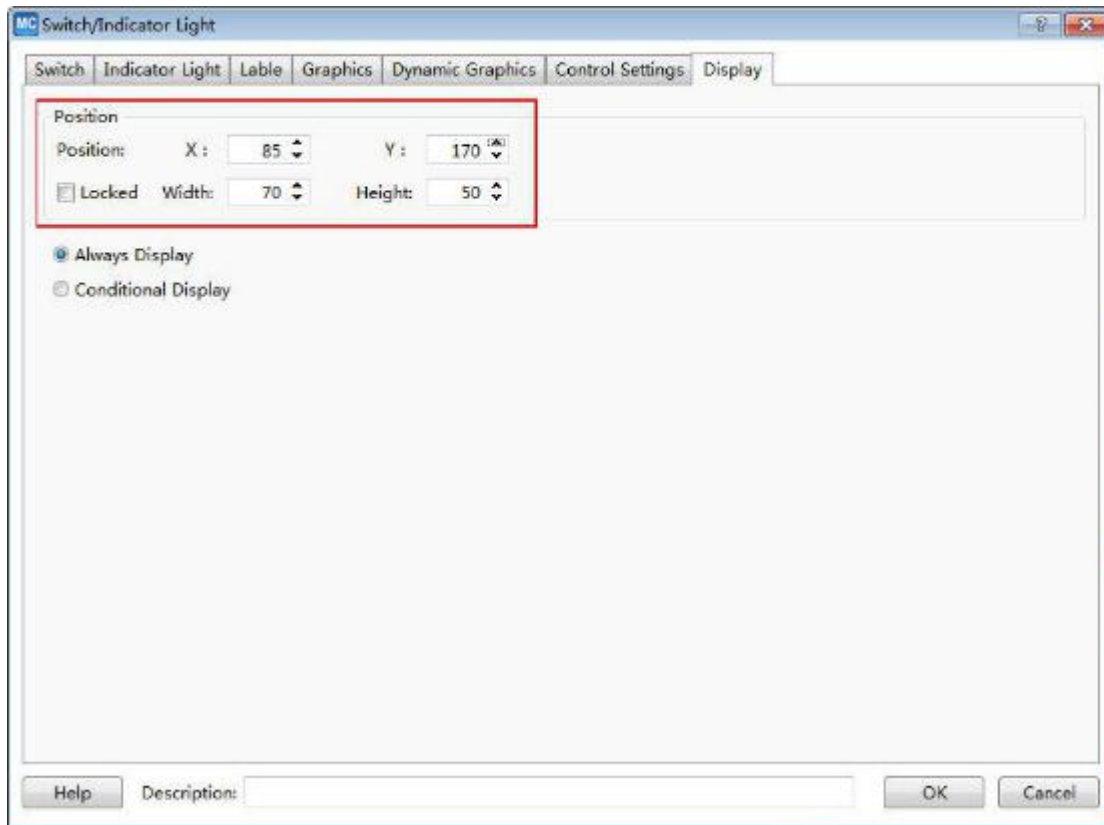 MC Switch/Indicator Light ?
Switch Indicator Light Lable Graphics Dynamic Graphics Control Settings Display
Position
Position: X : 85 Y : 170
Locked Width: 70 Height: 50
Always Display
Conditional Display
Help Description: OK Cancel